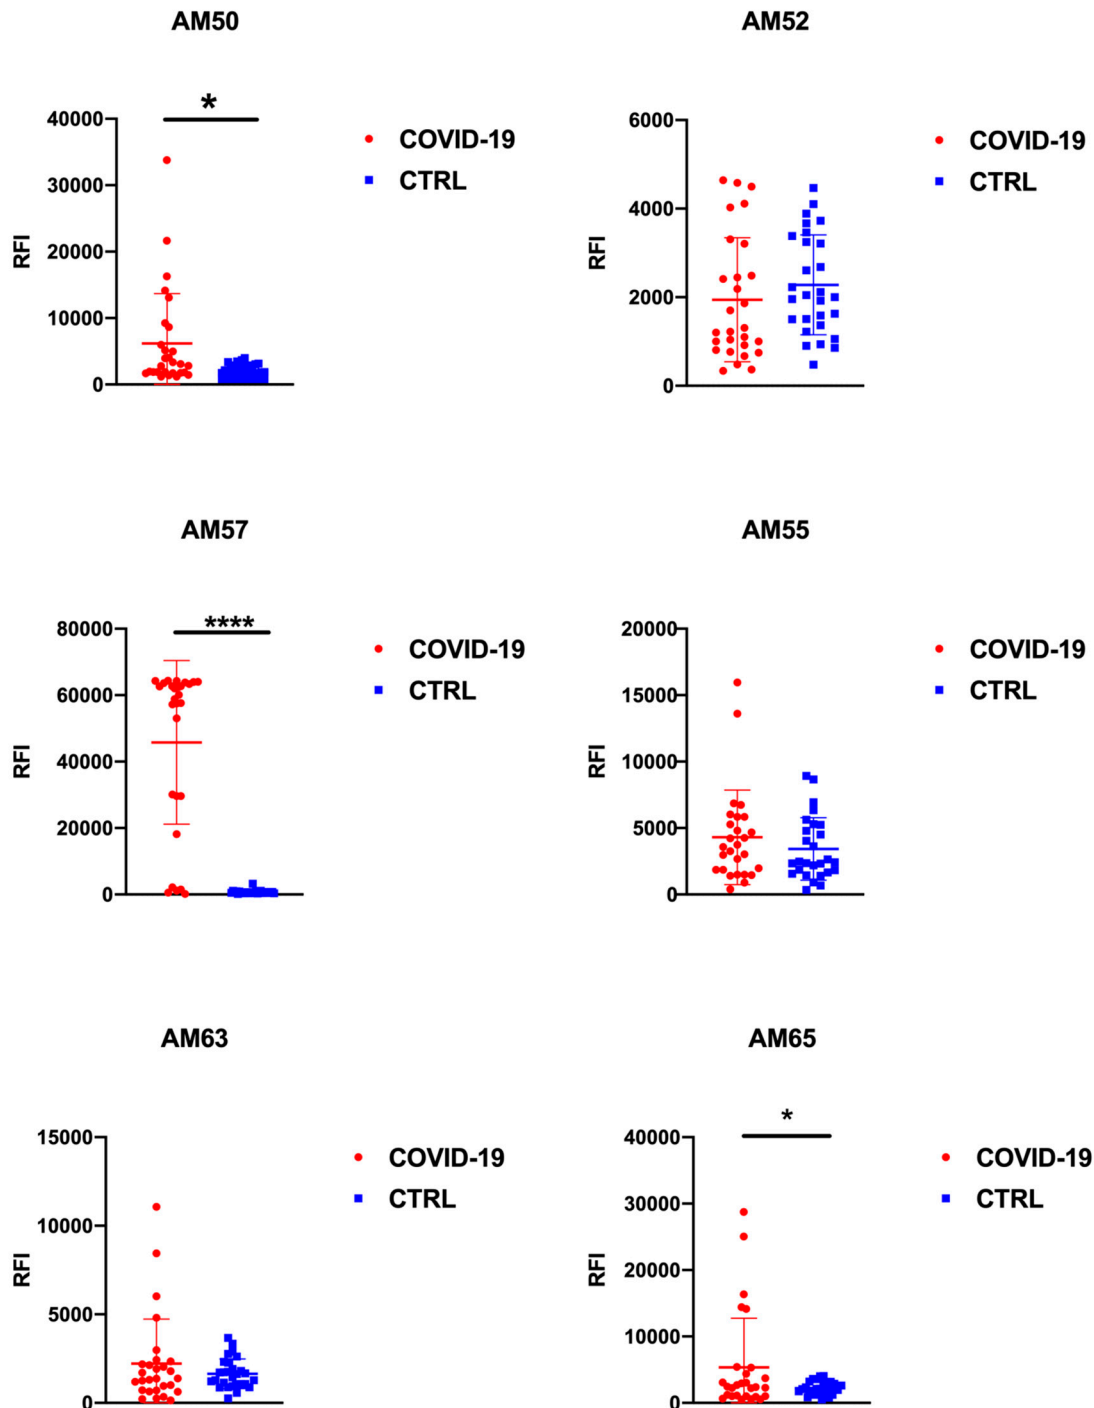 AM50
*
40000
30000
20000
10000
0
RFI
COVID-19
CTRL
AM52
6000
4000
2000
0
RFI
COVID-19
CTRL
AM57
****
80000
60000
40000
20000
0
RFI
COVID-19
CTRL
AM55
20000
15000
10000
5000
0
RFI
COVID-19
CTRL
AM63
15000
10000
5000
0
RFI
COVID-19
CTRL
AM65
*
40000
30000
20000
10000
0
RFI
COVID-19
CTRL